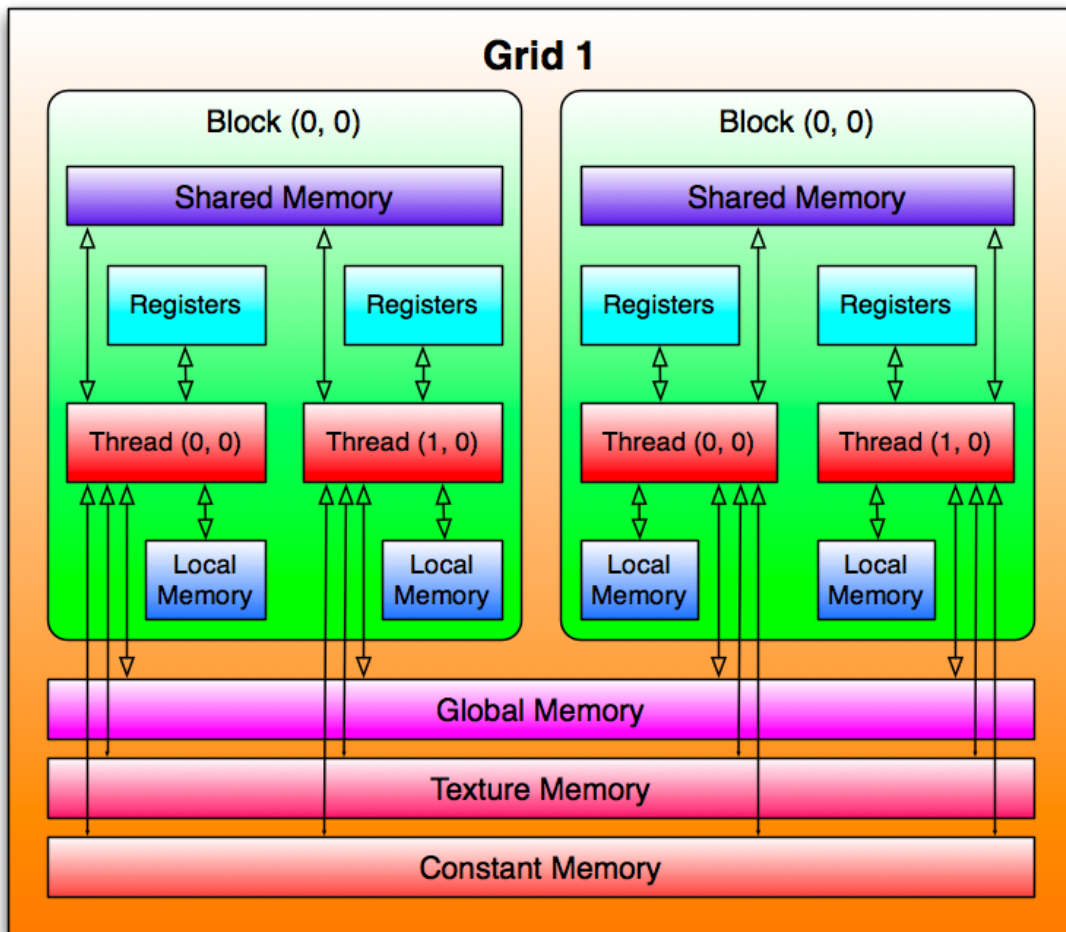 Grid 1
Block (0, 0)
Shared Memory
Registers
Registers
Thread (0, 0)
Thread (1, 0)
Local
Memory
Local
Memory
Block (0, 0)
Shared Memory
Registers
Registers
Thread (0, 0)
Thread (1, 0)
Local
Memory
Local
Memory
Global Memory
Texture Memory
Constant Memory